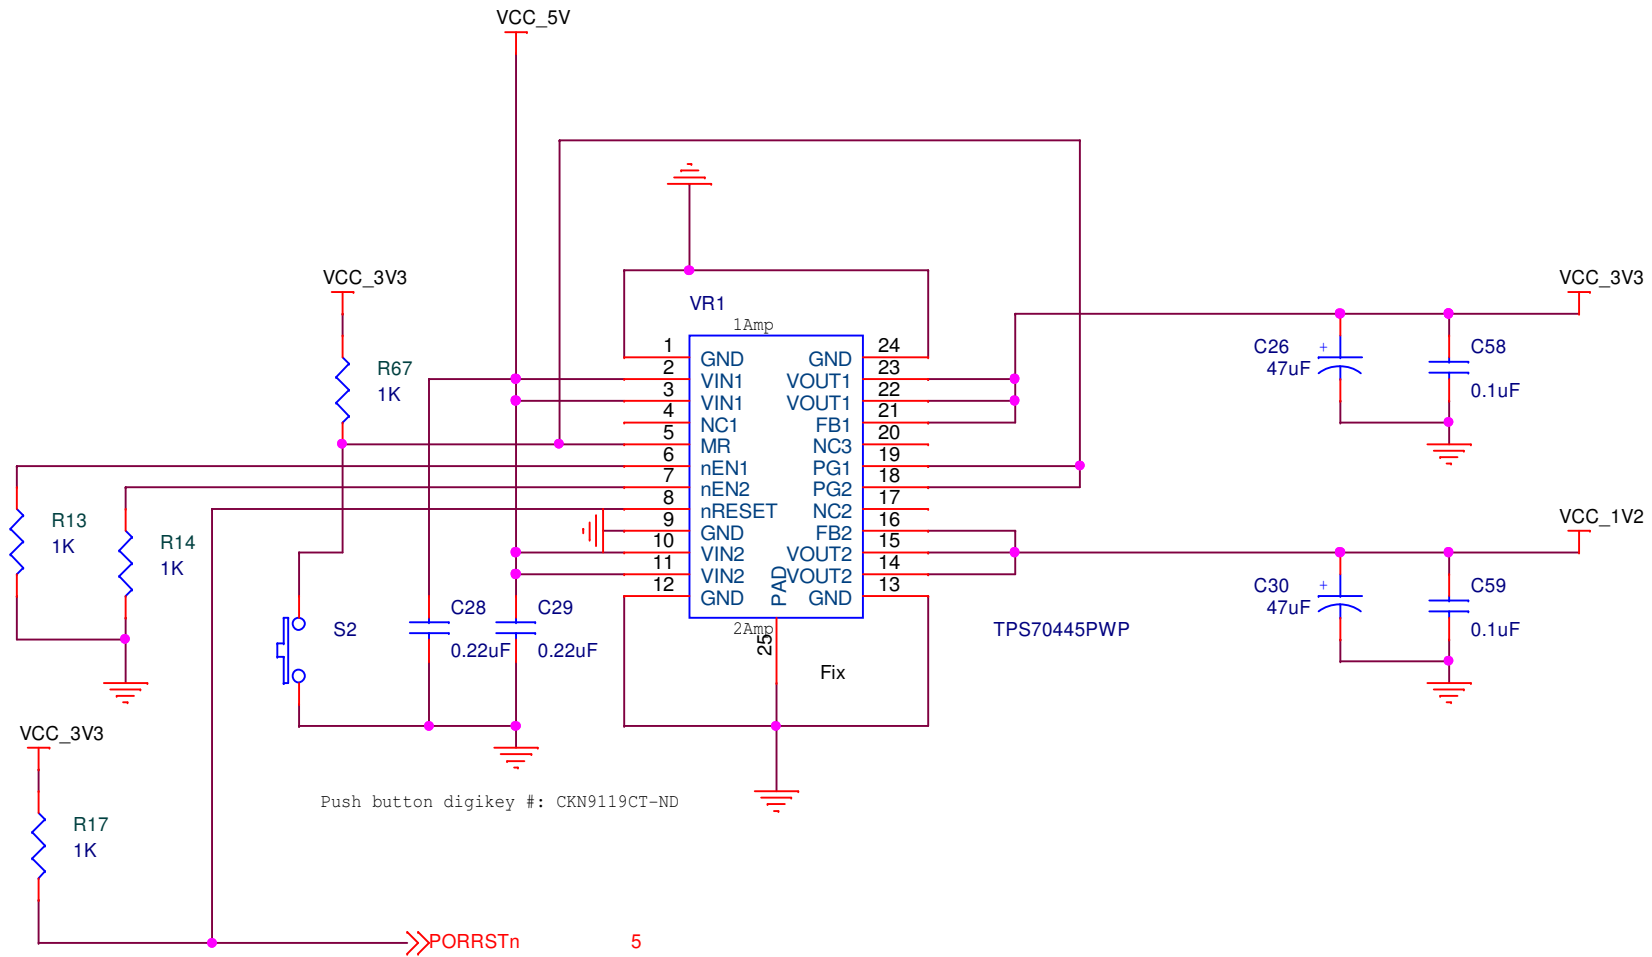 VCC_5V
VCC_3V3
VCC_3V3
VR1
1Amp
R67
1K
C26
47uF
+
C58
0.1uF
1 GND
2 VIN1
3 VIN1
4 NC1
5 MR
6 nEN1
7 nEN2
8 nRESET
9 GND
10 VIN2
11 VIN2
12 GND
24 GND
23 VOUT1
22 VOUT1
21 FB1
20 NC3
19 PG1
18 PG2
17 NC2
16 FB2
15 VOUT2
14 VOUT2
13 GND
PAD
25
2Amp
R13
1K
R14
1K
VCC_1V2
C30
47uF
+
C59
0.1uF
S2
C28
0.22uF
C29
0.22uF
TPS70445PWP
Fix
VCC_3V3
Push button digikey #: CKN9119CT-ND
R17
1K
PORRSTn 5